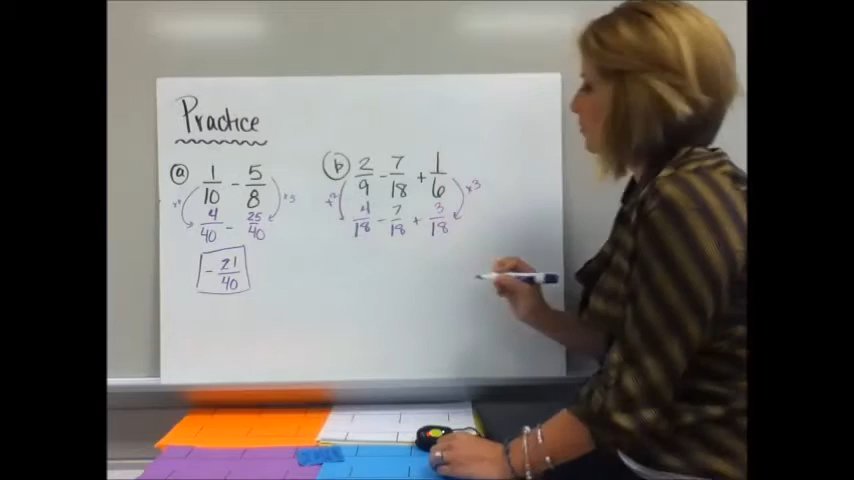 Practice
ⓐ 1/10 - 5/8
x4 x5
4/40 - 25/40
- 21/40
ⓑ 2/9 - 7/18 + 1/6
x3
4/18 - 7/18 + 3/18